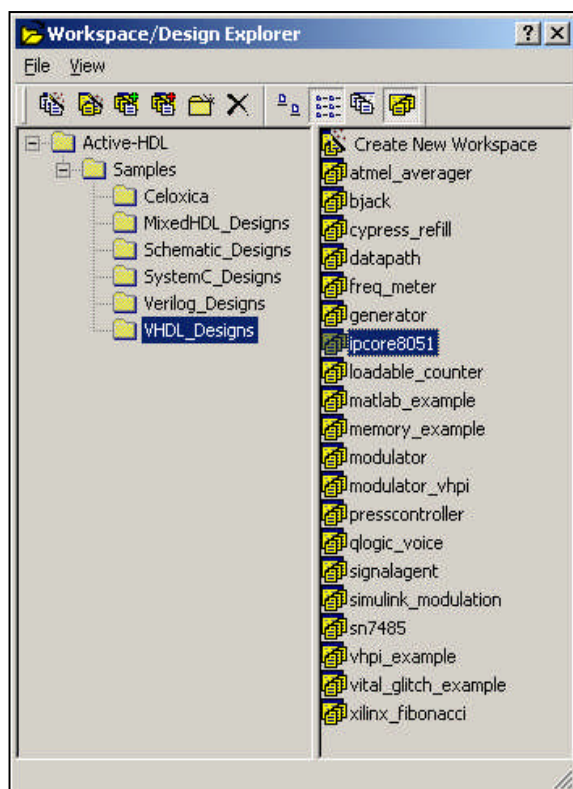 Workspace/Design Explorer
File View
Active-HDL
Samples
Celoxica
MixedHDL_Designs
Schematic_Designs
SystemC_Designs
Verilog_Designs
VHDL_Designs
Create New Workspace
atmel_averager
bjack
cypress_refill
datapath
freq_meter
generator
ipcore8051
loadable_counter
matlab_example
memory_example
modulator
modulator_vhpi
presscontroller
qlogic_voice
signalagent
simulink_modulation
sn7485
vhpi_example
vital_glitch_example
xilinx_fibonacci